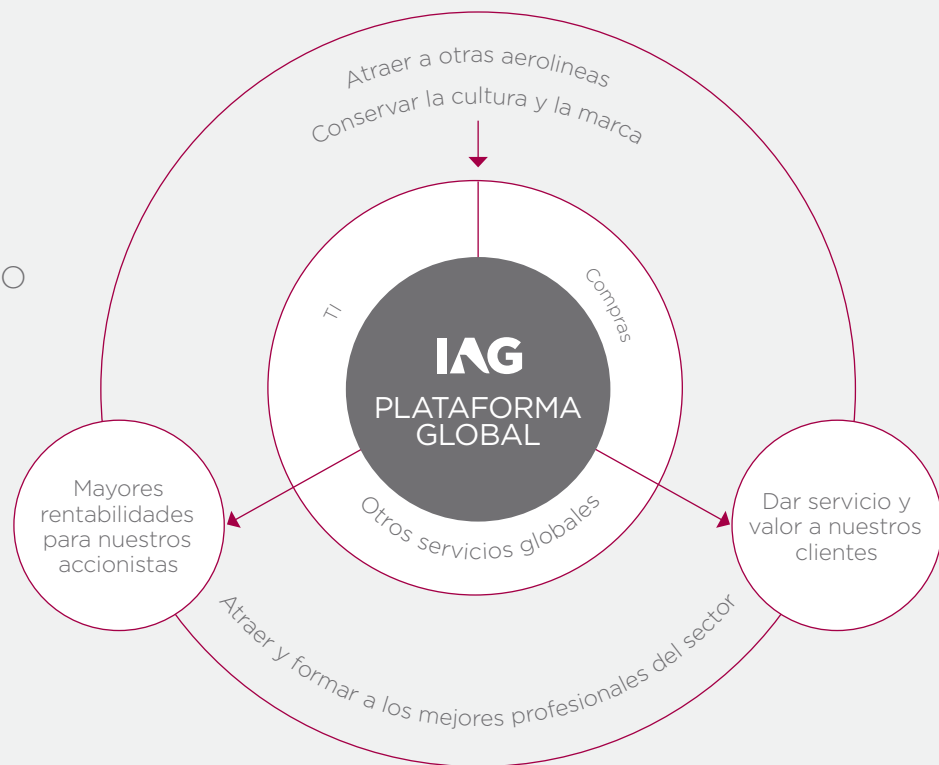 Atraer a otras aerolineas
Conservar la cultura y la marca
O
TI
Compras
IAG
PLATAFORMA
GLOBAL
Otros servicios globales
Mayores
rentabilidades
para nuestros
accionistas
Dar servicio y
valor a nuestros
clientes
Atraer y formar a los mejores profesionales del sector